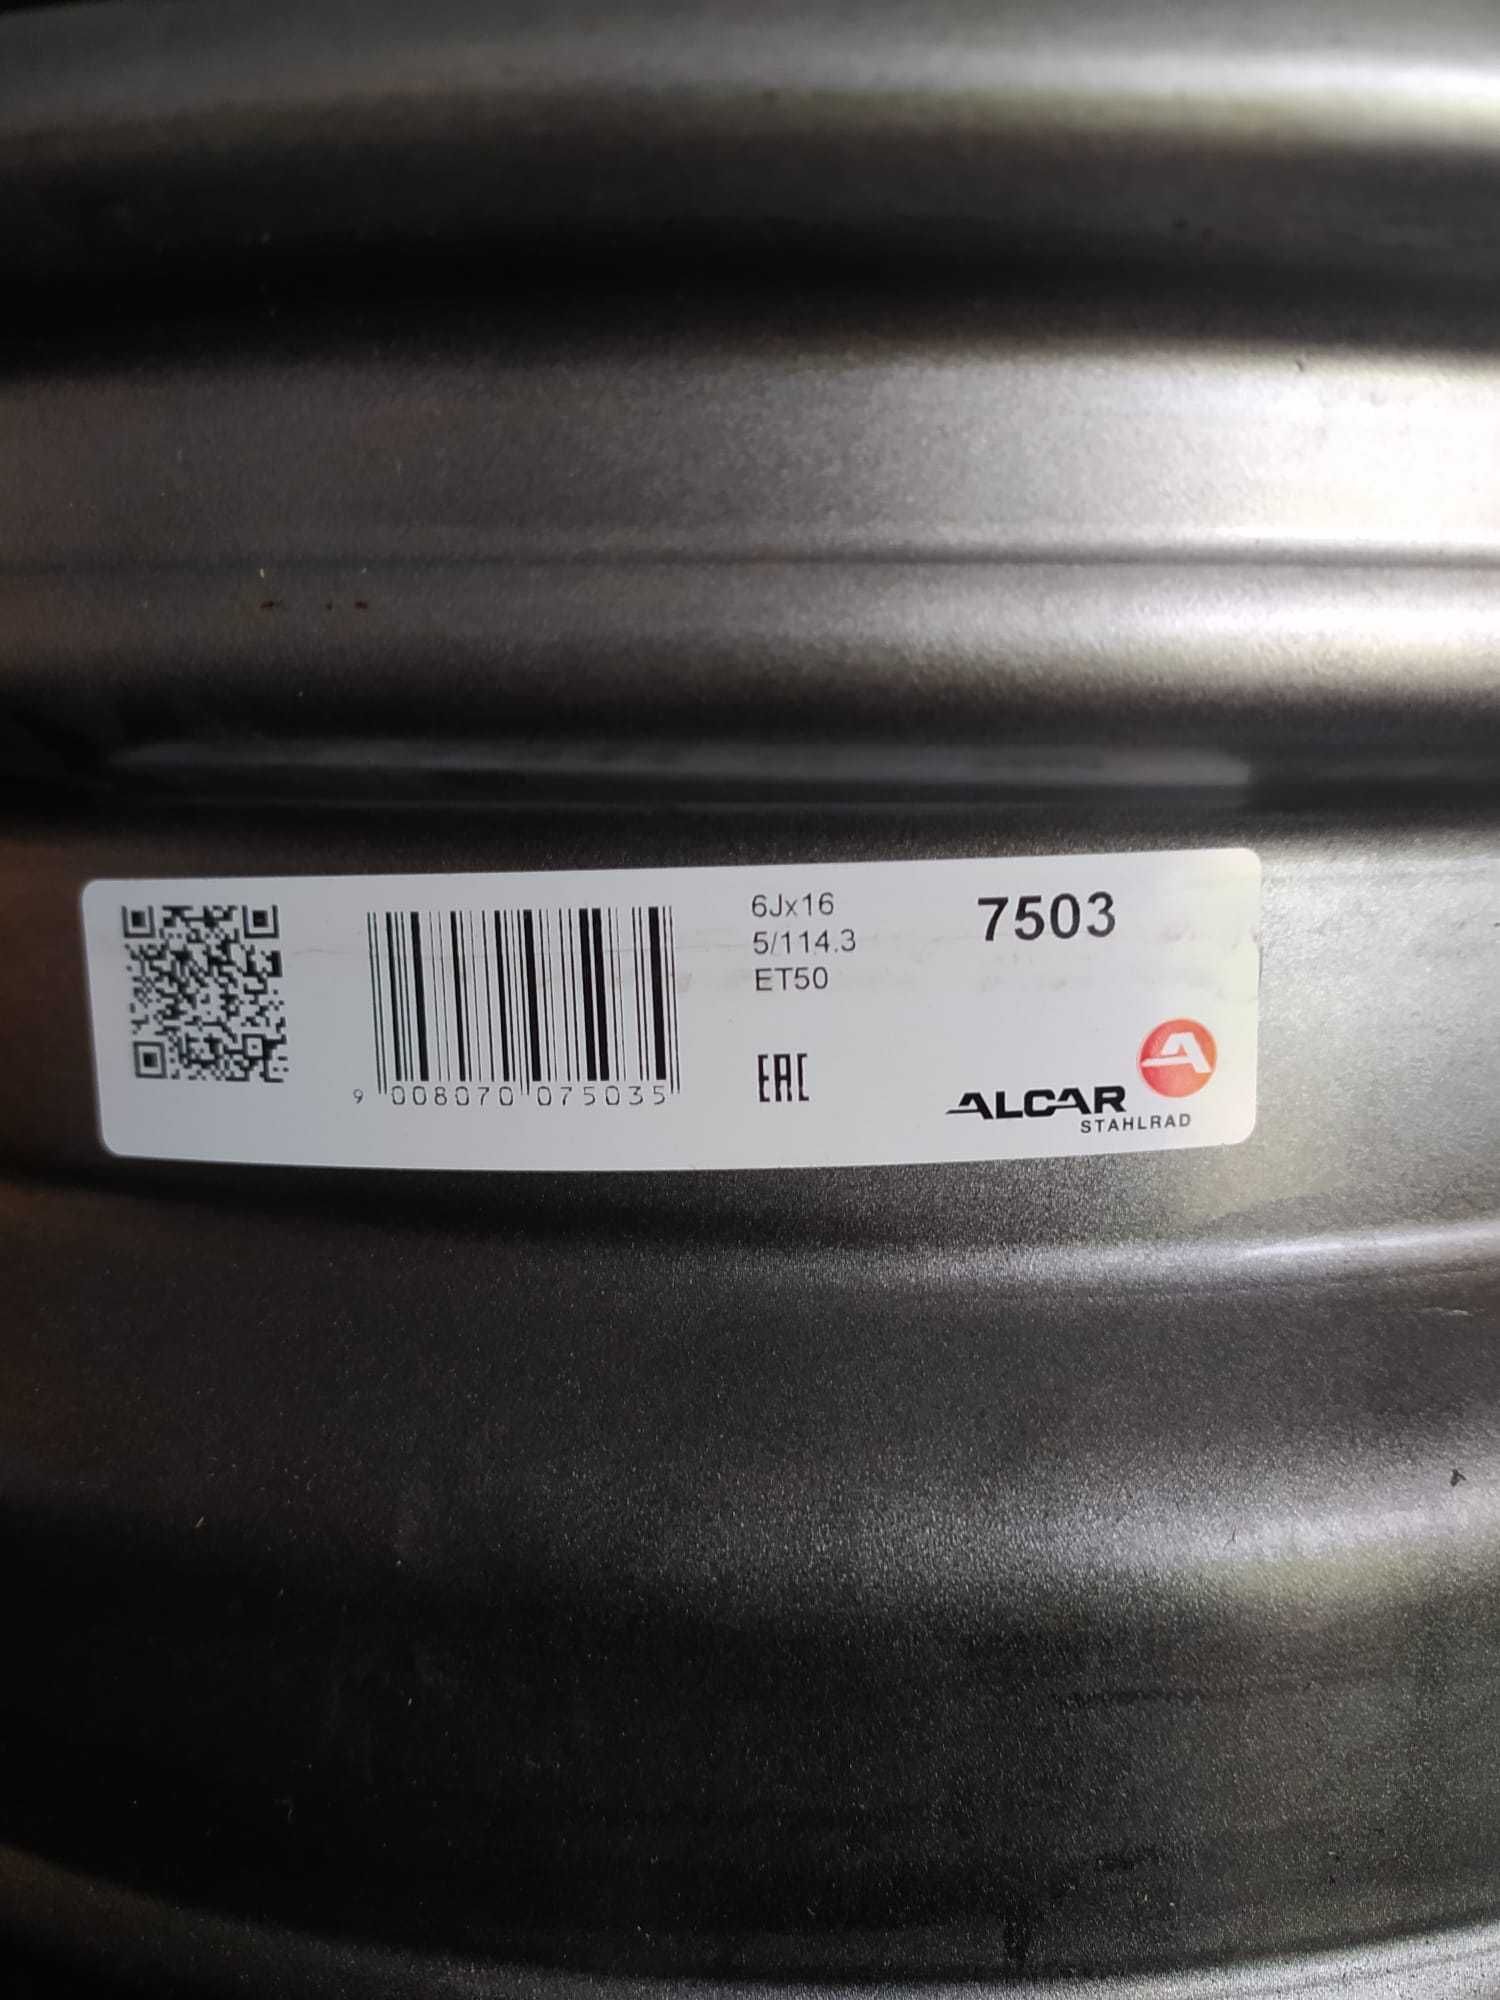 6Jx16
5/114.3
ET50
7503
9 008070 075035
EAC
ALCAR
STAHLRAD